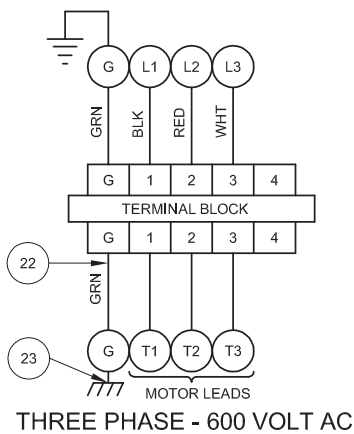 G L1 L2 L3
GRN BLK RED WHT
G 1 2 3 4
TERMINAL BLOCK
G 1 2 3 4
22
GRN
23
G T1 T2 T3
MOTOR LEADS
THREE PHASE - 600 VOLT AC